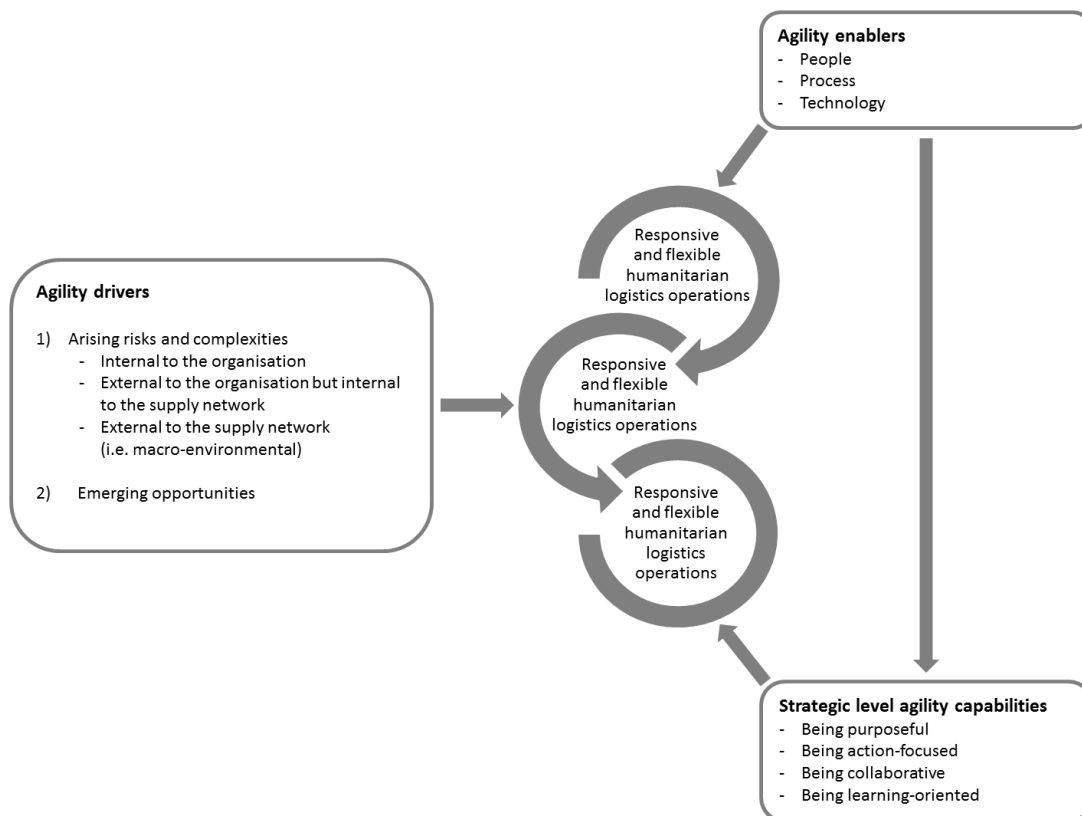 Agility enablers
- People
- Process
- Technology
Responsive
and flexible
humanitarian
logistics operations
Agility drivers
1) Arising risks and complexities
- Internal to the organisation
- External to the organisation but internal
to the supply network
- External to the supply network
(i.e. macro-environmental)
2) Emerging opportunities
Responsive
and flexible
humanitarian
logistics operations
Responsive
and flexible
humanitarian
logistics
operations
Strategic level agility capabilities
- Being purposeful
- Being action-focused
- Being collaborative
- Being learning-oriented